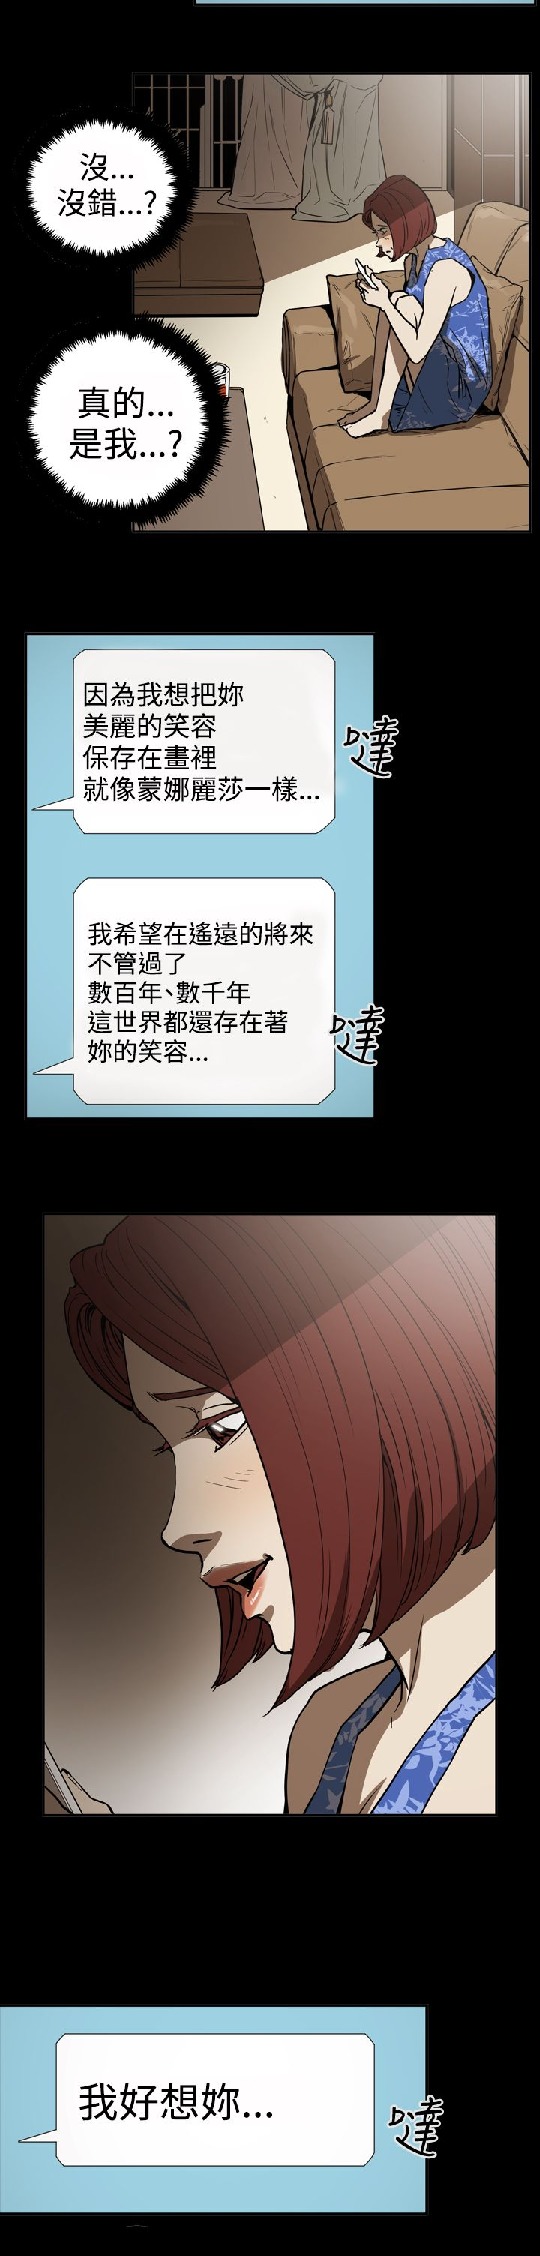 沒...
沒錯...?
真的...
是我...?
因為我想把妳
美麗的笑容
保存在畫裡
就像蒙娜麗莎一樣...
噠
我希望在遙遠的將來
不管過了
數百年、數千年
這世界都還存在著
妳的笑容...
噠
我好想妳...
噠